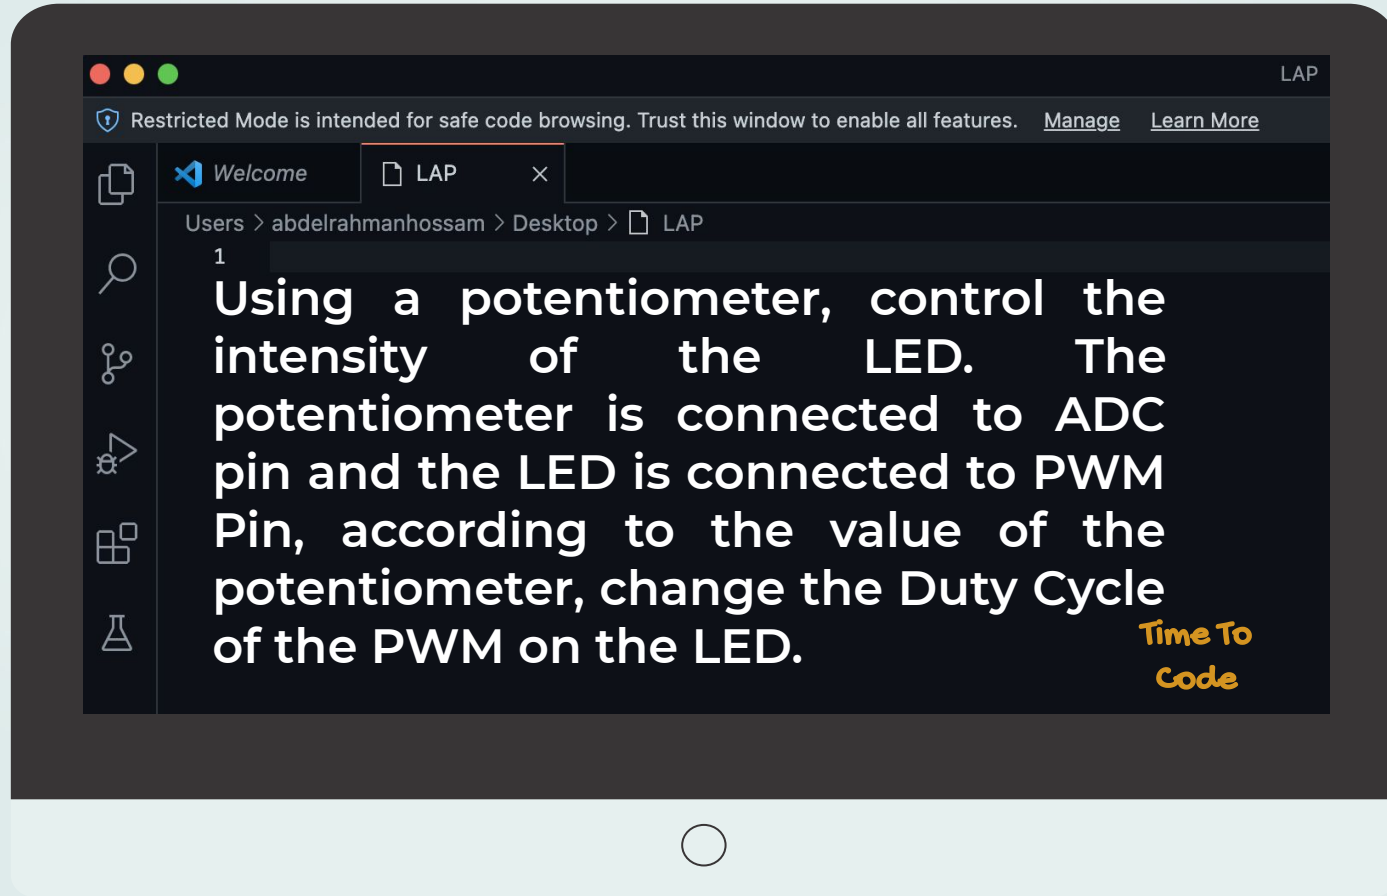 LAP
Restricted Mode is intended for safe code browsing. Trust this window to enable all features. Manage Learn More
Welcome LAP
Users > abdelrahmanhossam > Desktop > LAP
1
Using a potentiometer, control the
intensity of the LED. The
potentiometer is connected to ADC
pin and the LED is connected to PWM
Pin, according to the value of the
potentiometer, change the Duty Cycle
of the PWM on the LED.
Time To
Code